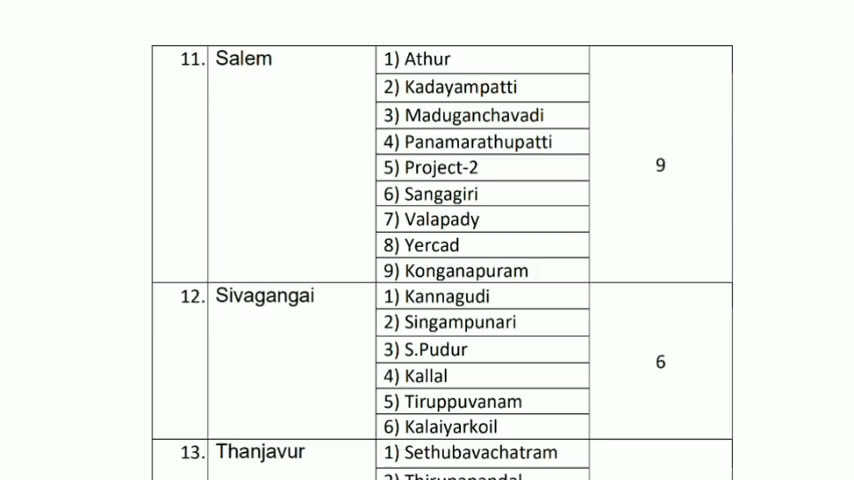 11. Salem 1) Athur
2) Kadayampatti
3) Maduganchavadi
4) Panamarathupatti
5) Project-2 9
6) Sangagiri
7) Valapady
8) Yercad
9) Konganapuram
12. Sivagangai 1) Kannagudi
2) Singampunari
3) S.Pudur
4) Kallal 6
5) Tiruppuvanam
6) Kalaiyarkoil
13. Thanjavur 1) Sethubavachatram
2)